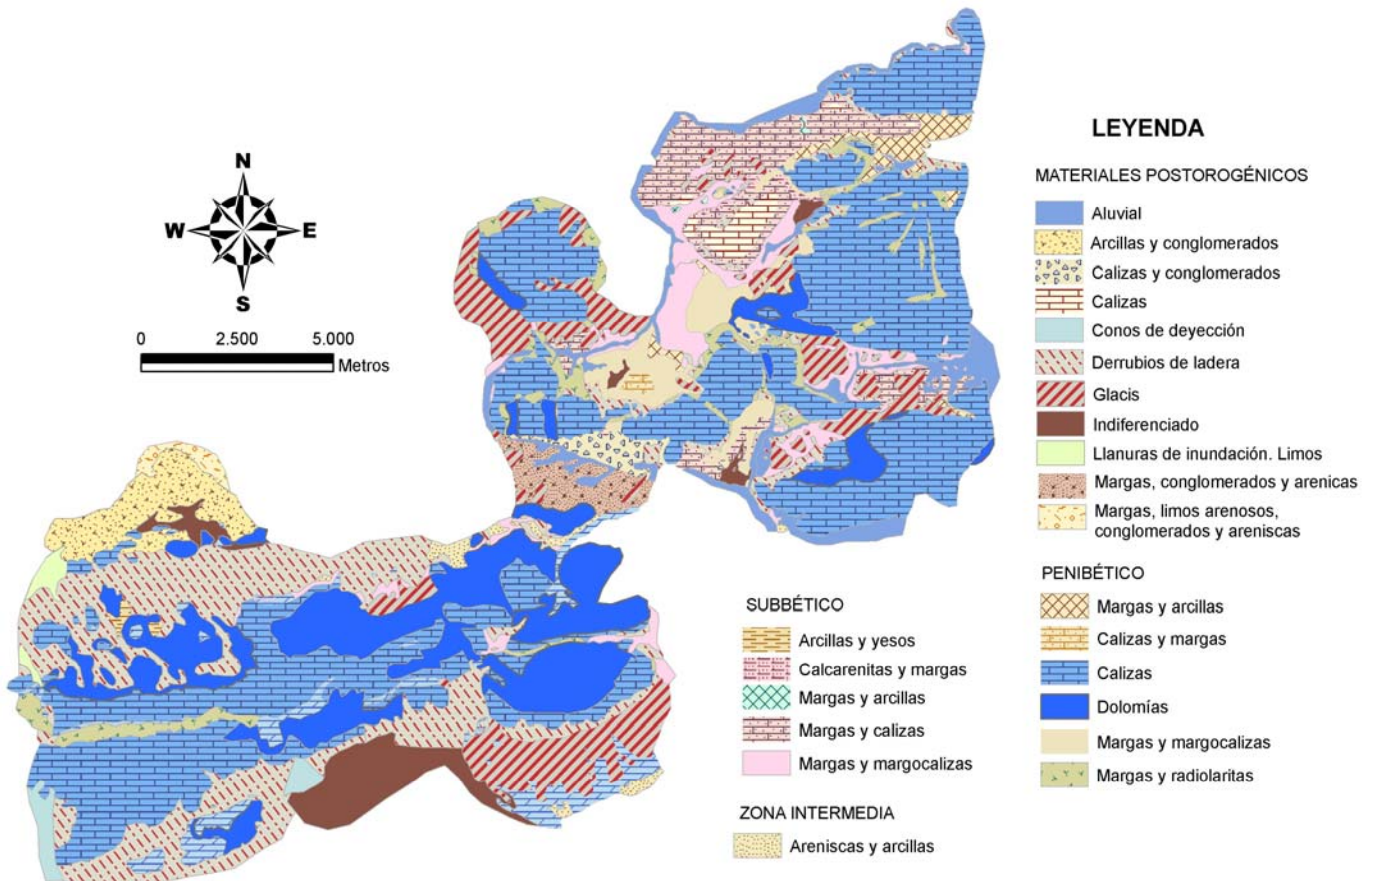 N
W E
S
0 2.500 5.000
Metros
LEYENDA
MATERIALES POSTOROGÉNICOS
Aluvial
Arcillas y conglomerados
Calizas y conglomerados
Calizas
Conos de deyección
Derrubios de ladera
Glacis
Indiferenciado
Llanuras de inundación. Limos
Margas, conglomerados y arenicas
Margas, limos arenosos,
conglomerados y areniscas
PENIBÉTICO
Margas y arcillas
Calizas y margas
Calizas
Dolomías
Margas y margocalizas
Margas y radiolaritas
SUBBÉTICO
Arcillas y yesos
Calcarenitas y margas
Margas y arcillas
Margas y calizas
Margas y margocalizas
ZONA INTERMEDIA
Areniscas y arcillas